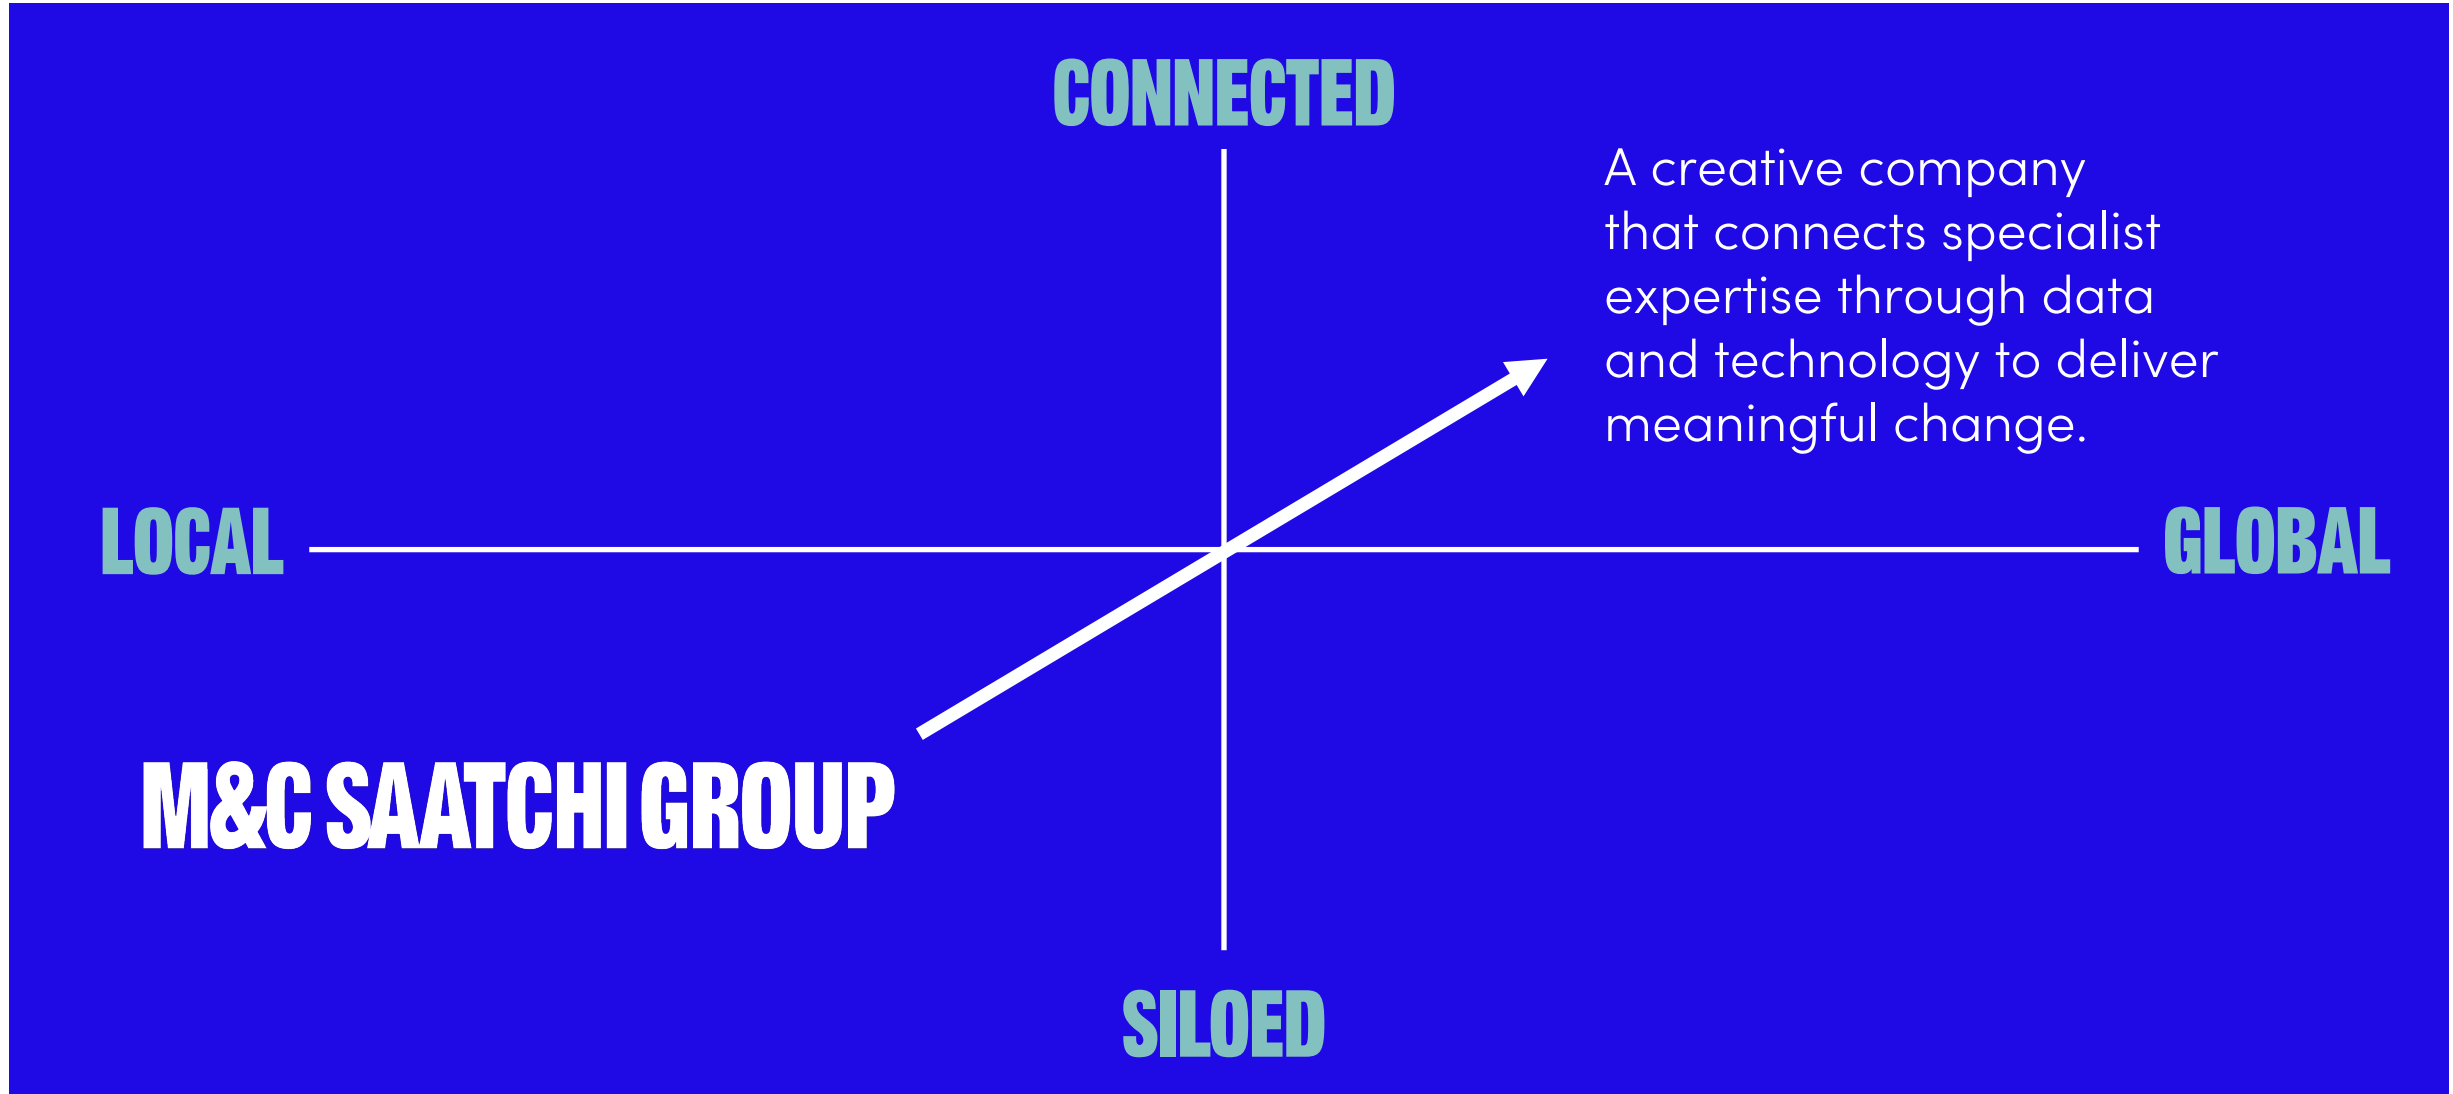 CONNECTED
A creative company
that connects specialist
expertise through data
and technology to deliver
meaningful change.
LOCAL
GLOBAL
M&C SAATCHI GROUP
SILOED